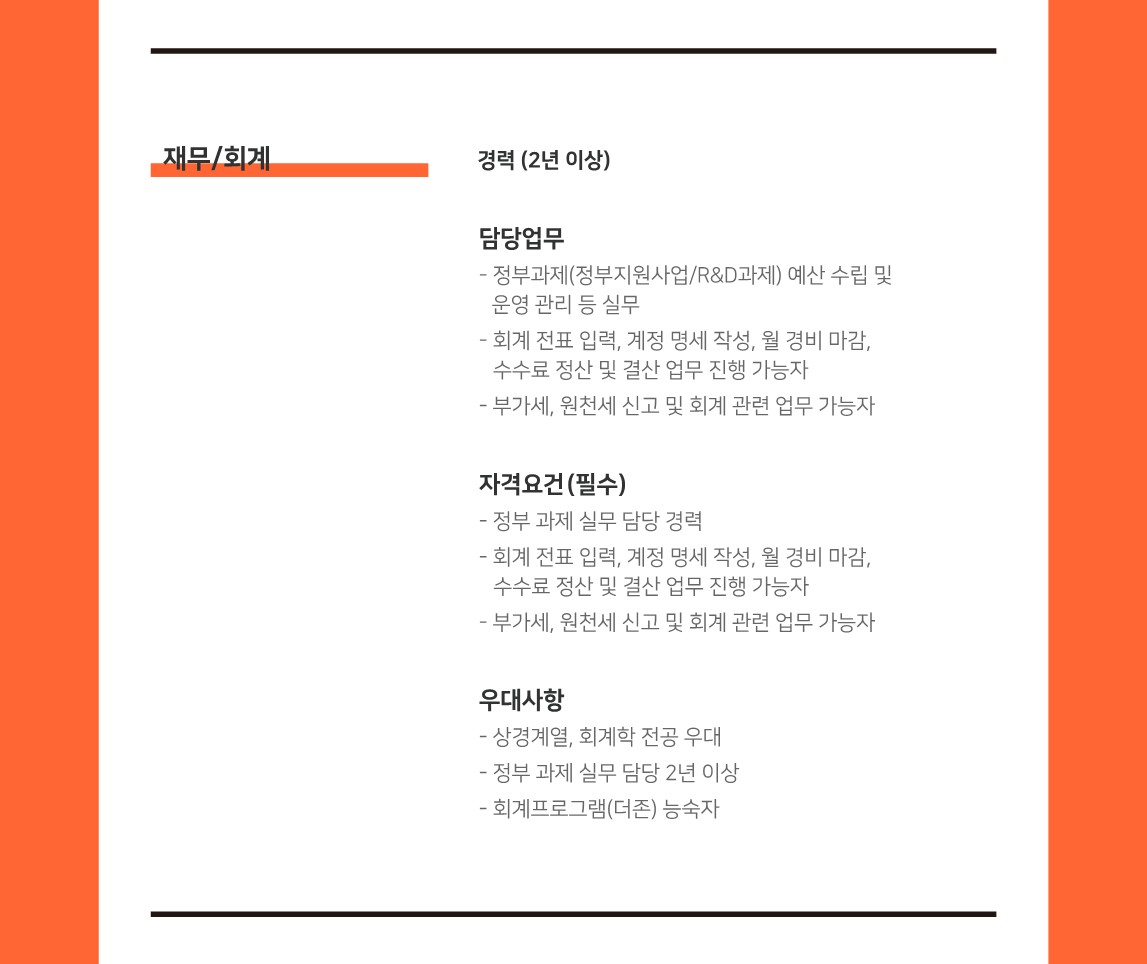 재무/회계
경력 (2년 이상)
담당업무
- 정부과제(정부지원사업/R&D과제) 예산 수립 및
운영 관리 등 실무
- 회계 전표 입력, 계정 명세 작성, 월 경비 마감,
수수료 정산 및 결산 업무 진행 가능자
- 부가세, 원천세 신고 및 회계 관련 업무 가능자
자격요건(필수)
- 정부 과제 실무 담당 경력
- 회계 전표 입력, 계정 명세 작성, 월 경비 마감,
수수료 정산 및 결산 업무 진행 가능자
- 부가세, 원천세 신고 및 회계 관련 업무 가능자
우대사항
- 상경계열, 회계학 전공 우대
- 정부 과제 실무 담당 2년 이상
- 회계프로그램(더존) 능숙자